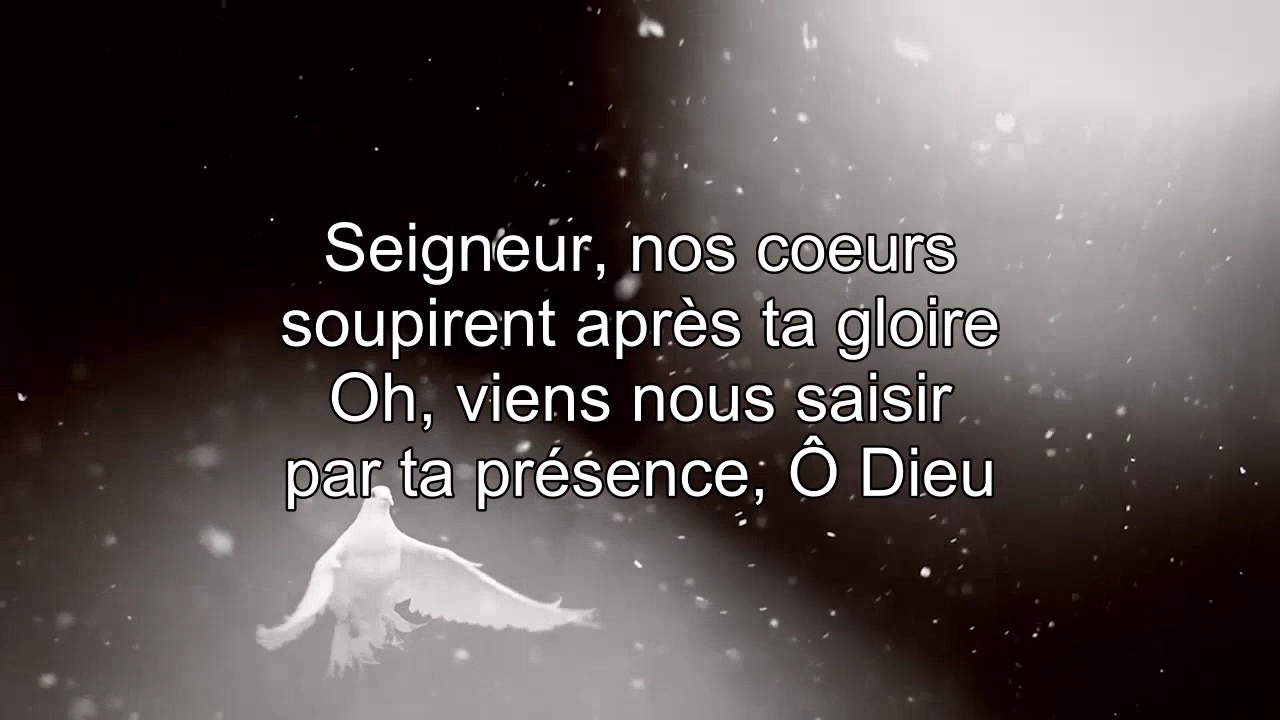 Seigneur, nos coeurs
soupirent après ta gloire
Oh, viens nous saisir
par ta présence, Ô Dieu